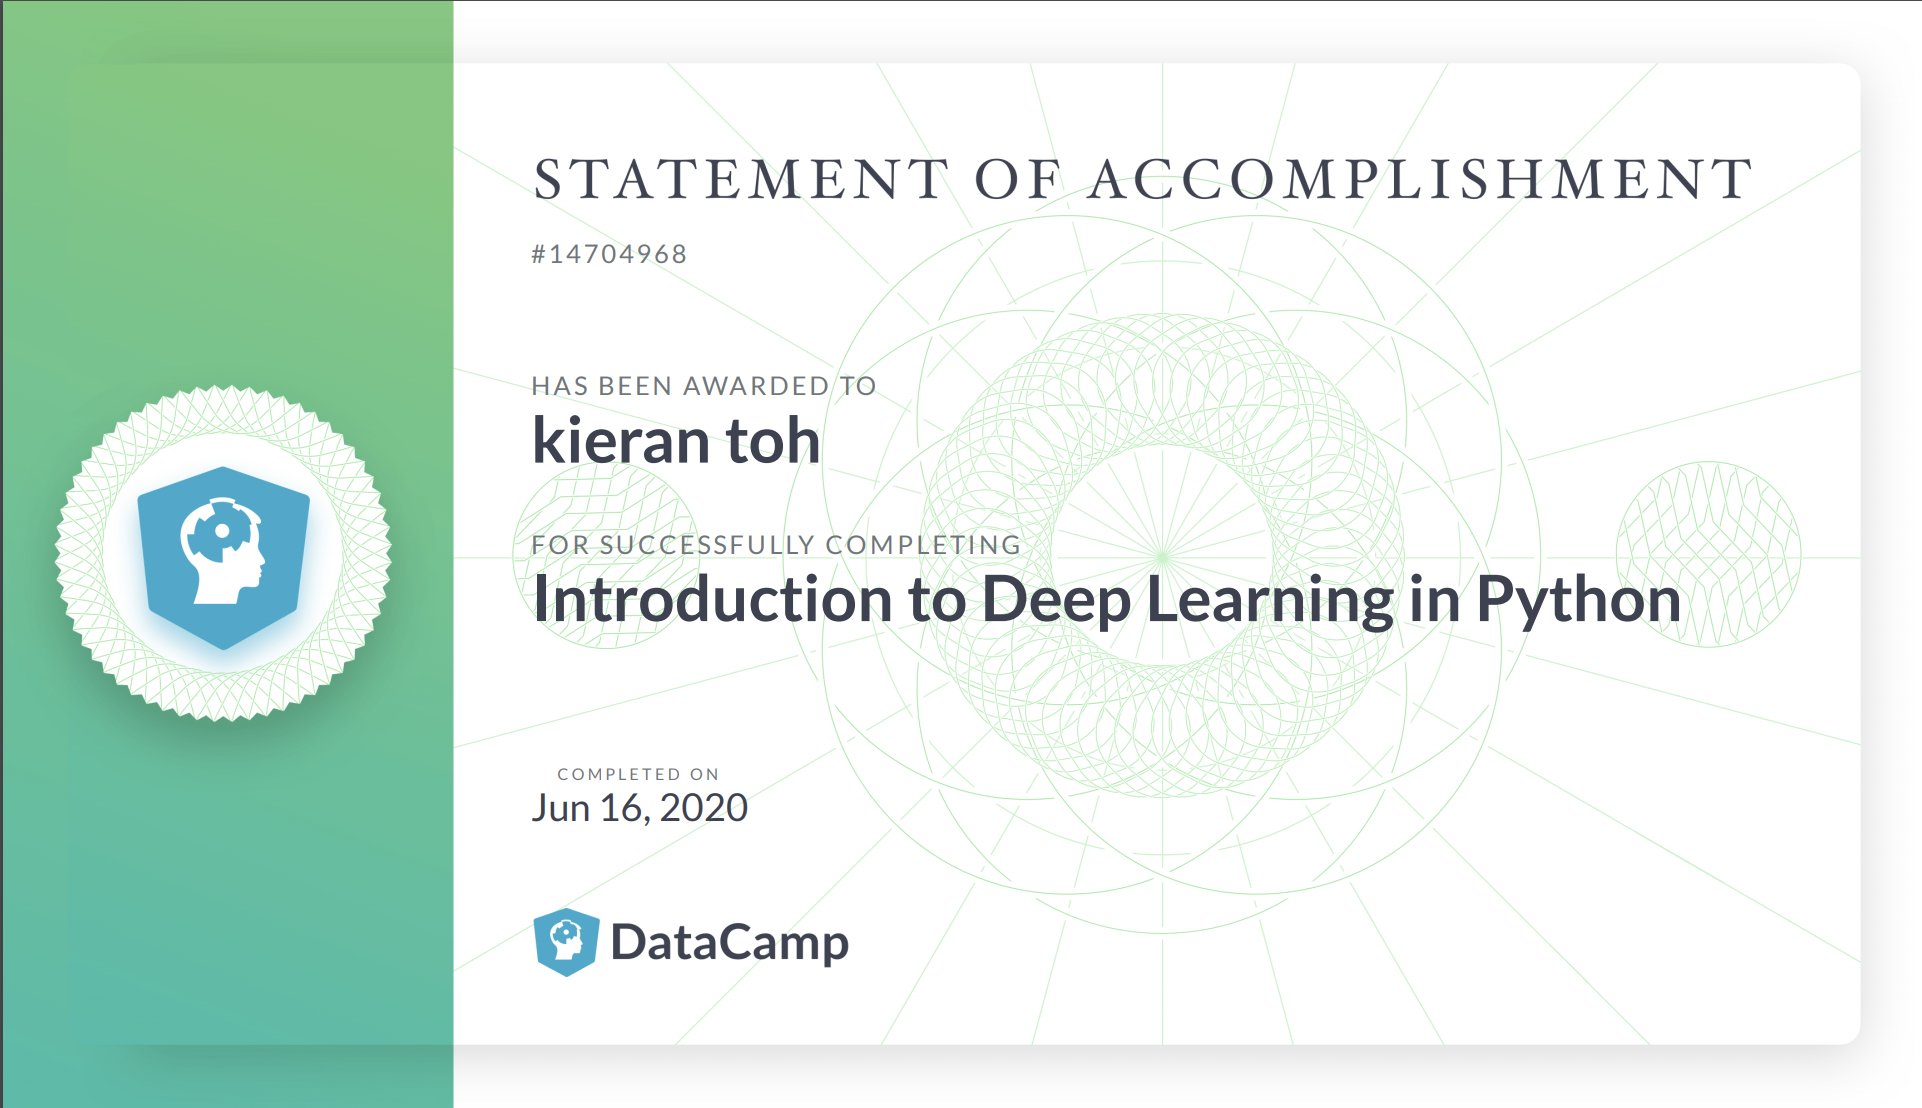 STATEMENT OF ACCOMPLISHMENT
#14704968
HAS BEEN AWARDED TO
kieran toh
FOR SUCCESSFULLY COMPLETING
Introduction to Deep Learning in Python
COMPLETED ON
Jun 16, 2020
DataCamp